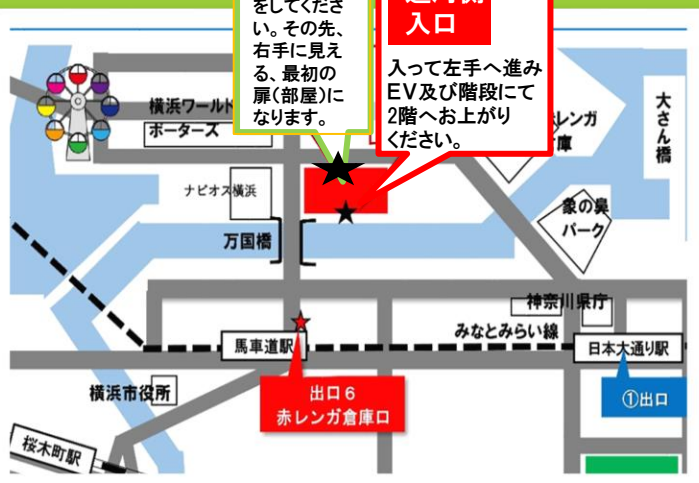 をしてくださ
い。その先、
右手に見え
る、最初の
扉（部屋）に
なります。
入口
入って左手へ進み
EV及び階段にて
2階へお上がり
ください。
横浜ワールド
ポーターズ
レンガ
庫
大さん橋
ナビオス横浜
象の鼻
パーク
万国橋
神奈川県庁
みなとみらい線
馬車道駅
日本大通り駅
横浜市役所
出口6
赤レンガ倉庫口
①出口
桜木町駅